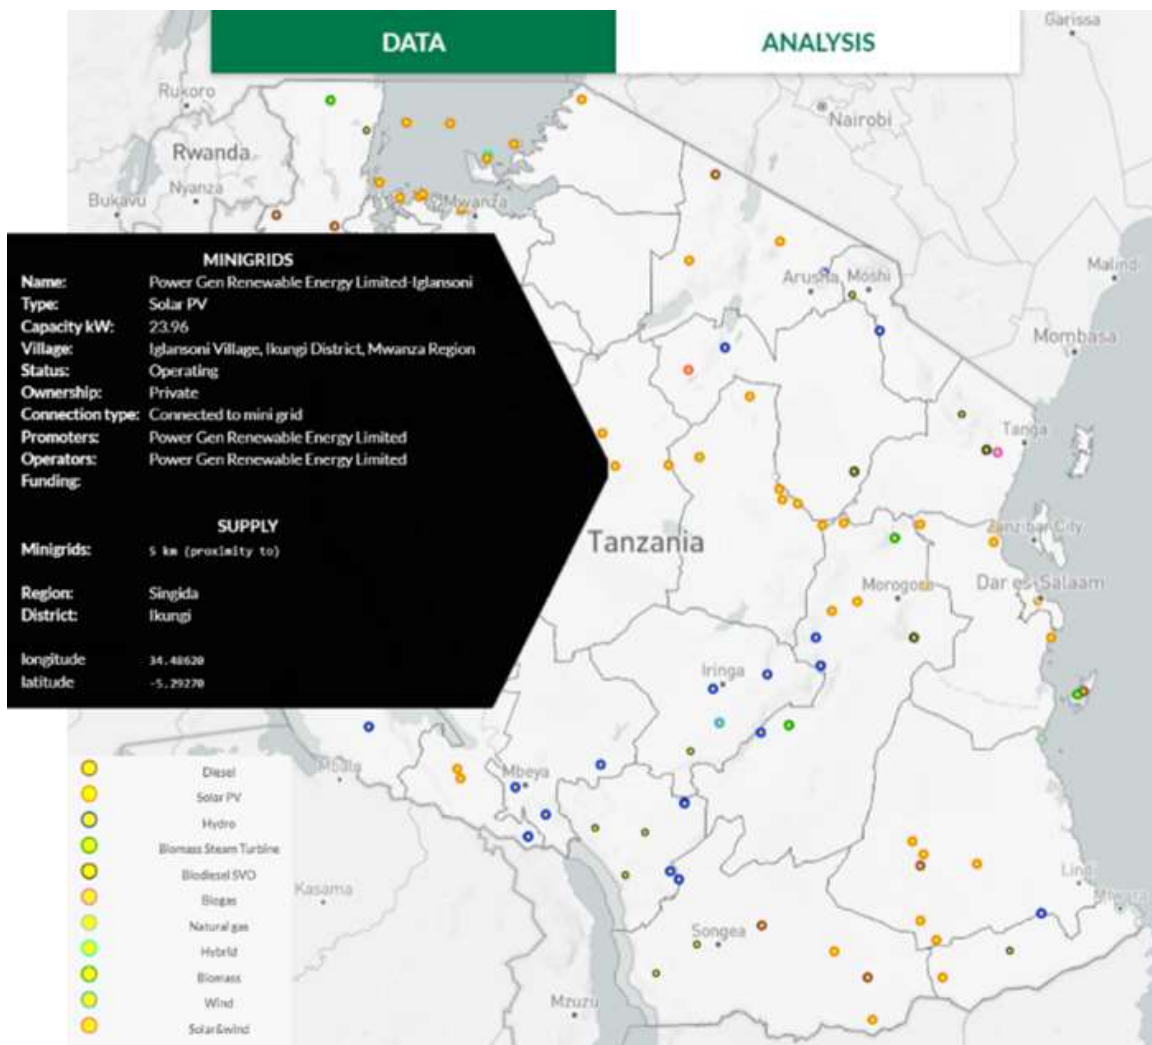 DATA
ANALYSIS
Garissa
Rukoro
Nairobi
Rwanda
Nyanza
Bukavu
Mwanza
Malindi
Arusha Moshi
Mombasa
MINIGRIDS
Name: Power Gen Renewable Energy Limited-Iglansoni
Type: Solar PV
Capacity kW: 23.96
Village: Iglansoni Village, Ikungi District, Mwanza Region
Status: Operating
Ownership: Private
Connection type: Connected to mini grid
Promoters: Power Gen Renewable Energy Limited
Operators: Power Gen Renewable Energy Limited
Funding:
SUPPLY
Minigrids: 5 km (proximity to)
Region: Singida
District: Ikungi
longitude 34.48620
latitude -5.29270
Tanga
Tanzania
Zanzibar City
Morogoro
Dar es-Salaam
Iringa
Mbala
Mbeya
Kasama
Lindi
Mtwara
Songea
Mzuzu
Diesel
Solar PV
Hydro
Biomass Steam Turbine
Biodiesel SVO
Biogas
Natural gas
Hybrid
Biomass
Wind
Solar&wind